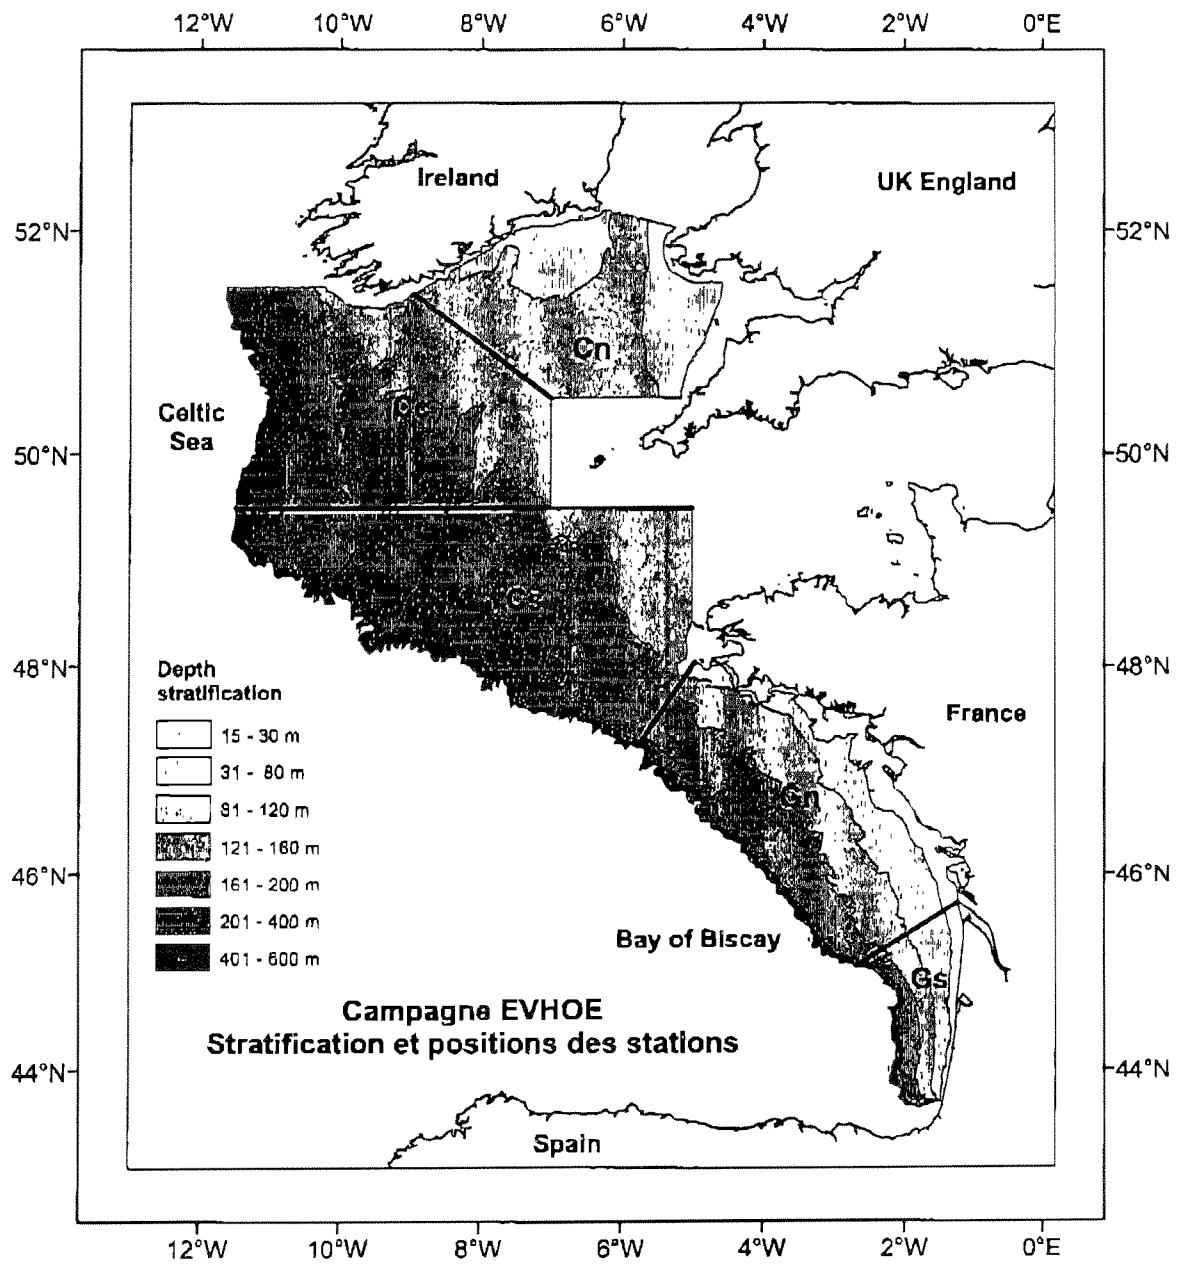 12°W 10°W 8°W 6°W 4°W 2°W 0°E
Ireland
UK England
52°N 52°N
Cn
Celtic
Sea
Cc
50°N 50°N
Cs
48°N 48°N
Depth
stratification
France
15 - 30 m
31 - 80 m
81 - 120 m
121 - 160 m
161 - 200 m
201 - 400 m
401 - 600 m
Gn
46°N 46°N
Bay of Biscay
Gs
Campagne EVHOE
Stratification et positions des stations
44°N 44°N
Spain
12°W 10°W 8°W 6°W 4°W 2°W 0°E